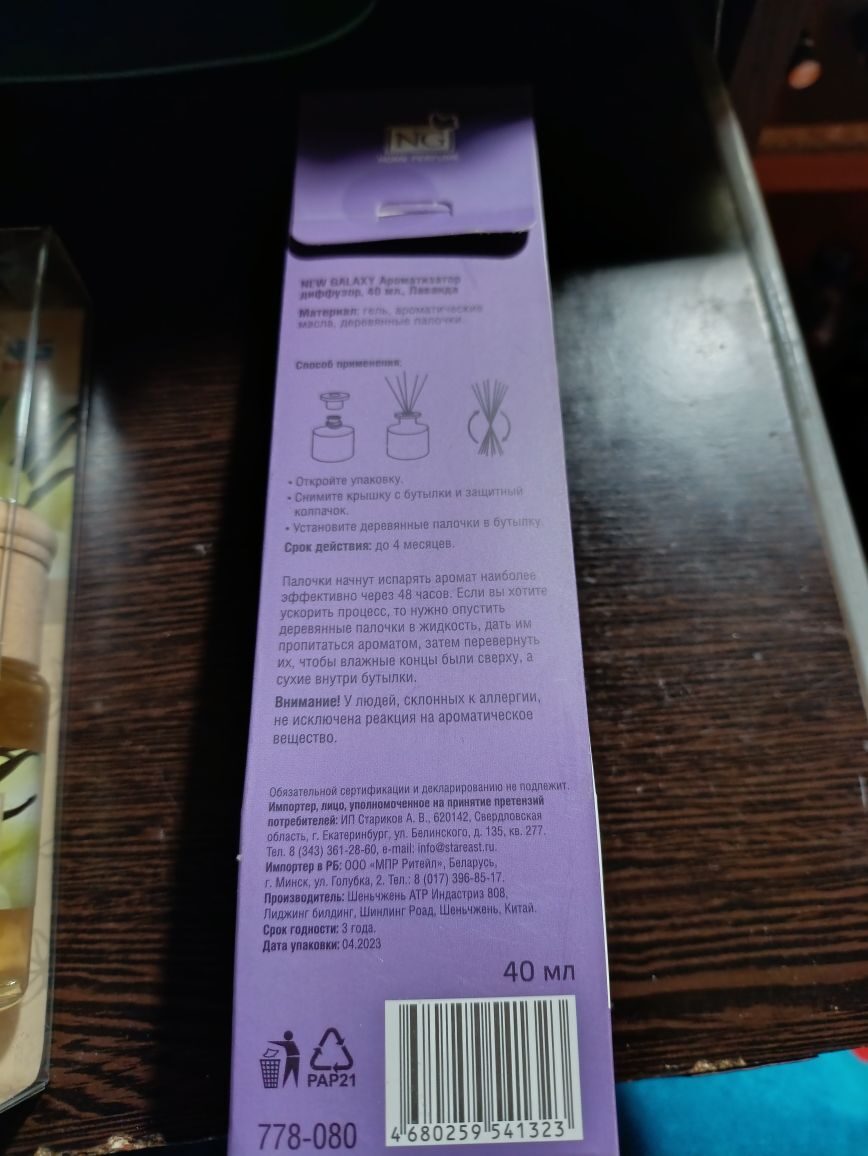 NG
HOME PERFUME
NEW GALAXY Ароматизатор
диффузор, 40 мл., Лаванда
Материал: гель, ароматические
масла, деревянные палочки.
Способ применения:
• Откройте упаковку.
• Снимите крышку с бутылки и защитный
колпачок.
• Установите деревянные палочки в бутылку
Срок действия: до 4 месяцев.
Палочки начнут испарять аромат наиболее
эффективно через 48 часов. Если вы хотите
ускорить процесс, то нужно опустить
деревянные палочки в жидкость, дать им
пропитаться ароматом, затем перевернуть
их, чтобы влажные концы были сверху, а
сухие внутри бутылки.
Внимание! У людей, склонных к аллергии,
не исключена реакция на ароматическое
вещество.
Обязательной сертификации и декларированию не подлежит.
Импортер, лицо, уполномоченное на принятие претензий
потребителей: ИП Стариков А. В., 620142, Свердловская
область, г. Екатеринбург, ул. Белинского, д. 135, кв. 277.
Тел. 8 (343) 361-28-60, e-mail: info@stareast.ru
Импортер в РБ: ООО «МПР Ритейл», Беларусь,
г. Минск, ул. Голубка, 2. Тел.: 8 (017) 396-85-17.
Производитель: Шеньчжень АТР Индастриз 808,
Лиджинг билдинг, Шинлинг Роад, Шеньчжень, Китай.
Срок годности: 3 года.
Дата упаковки: 04.2023
40 мл
PAP21
778-080
4 680259 541323